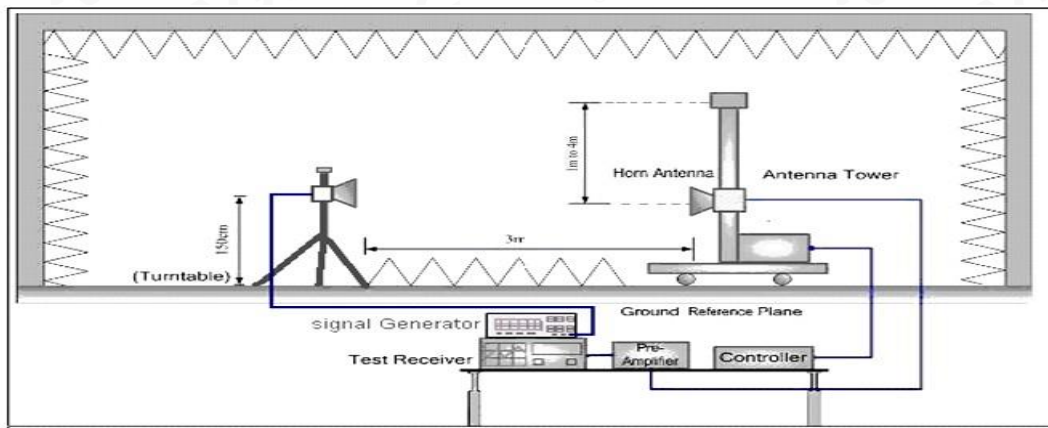 1m to 4m
Horn Antenna
Antenna Tower
150cm
3m
(Turntable)
Ground Reference Plane
signal Generator
Test Receiver
Pre-
Amplifier
Controller